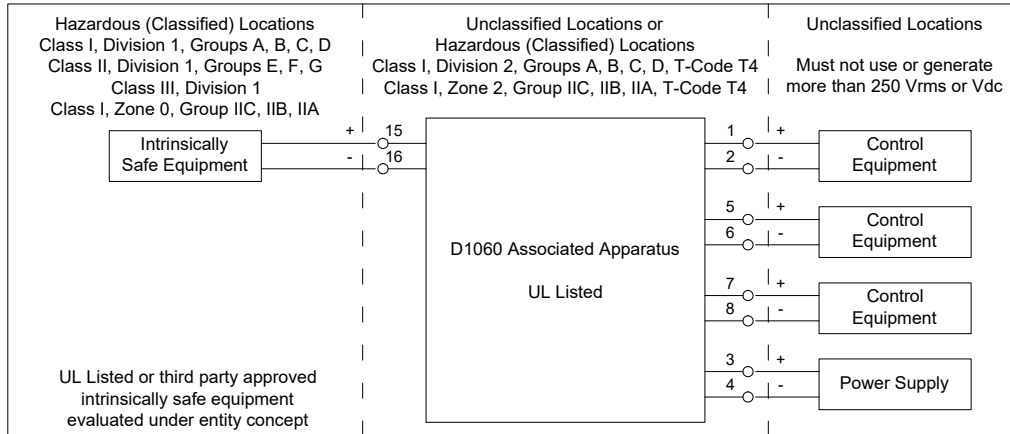 Hazardous (Classified) Locations
Class I, Division 1, Groups A, B, C, D
Class II, Division 1, Groups E, F, G
Class III, Division 1
Class I, Zone 0, Group IIC, IIB, IIA
Unclassified Locations or
Hazardous (Classified) Locations
Class I, Division 2, Groups A, B, C, D, T-Code T4
Class I, Zone 2, Group IIC, IIB, IIA, T-Code T4
Unclassified Locations
Must not use or generate
more than 250 Vrms or Vdc
Intrinsically
Safe Equipment
+ 15
- 16
D1060 Associated Apparatus
UL Listed
1 +
2 -
Control
Equipment
5 +
6 -
Control
Equipment
7 +
8 -
Control
Equipment
3 +
4 -
Power Supply
UL Listed or third party approved
intrinsically safe equipment
evaluated under entity concept